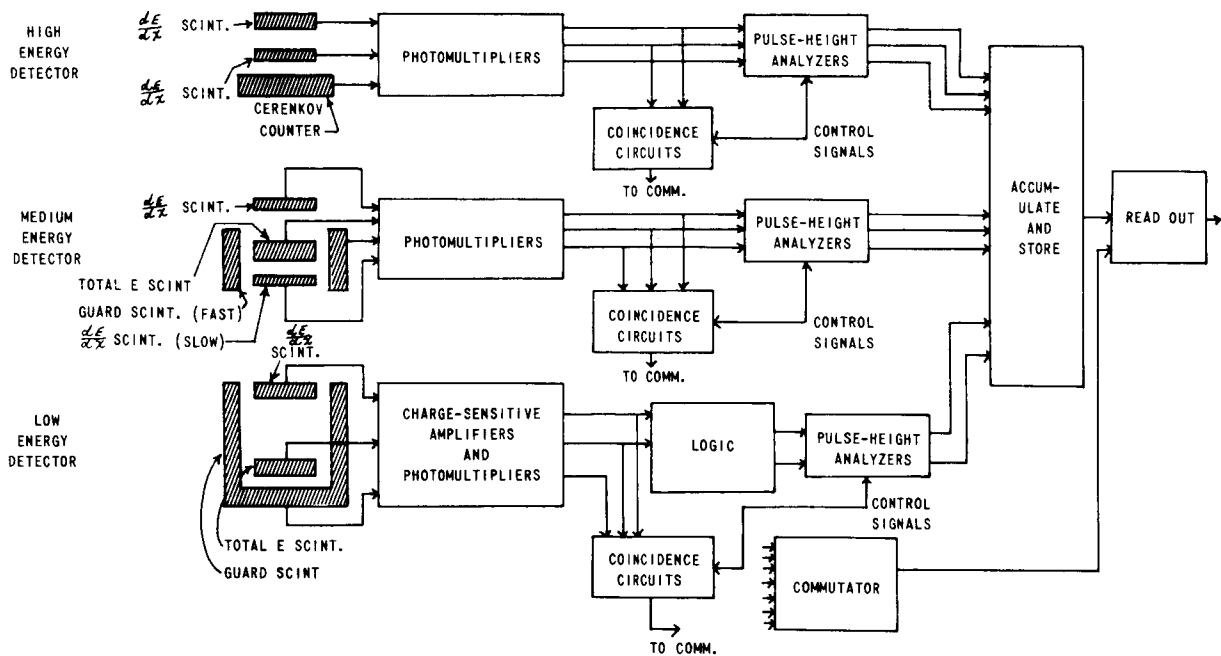 HIGH
ENERGY
DETECTOR
dE/dx SCINT.
dE/dx SCINT.
CERENKOV
COUNTER
PHOTOMULTIPLIERS
PULSE-HEIGHT
ANALYZERS
COINCIDENCE
CIRCUITS
CONTROL
SIGNALS
TO COMM.
ACCUM-
ULATE
AND
STORE
READ OUT
MEDIUM
ENERGY
DETECTOR
dE/dx SCINT.
TOTAL E SCINT
GUARD SCINT. (FAST)
dE/dx SCINT. (SLOW)
PHOTOMULTIPLIERS
PULSE-HEIGHT
ANALYZERS
COINCIDENCE
CIRCUITS
CONTROL
SIGNALS
TO COMM.
LOW
ENERGY
DETECTOR
dE/dx
SCINT.
TOTAL E SCINT.
GUARD SCINT
CHARGE-SENSITIVE
AMPLIFIERS
AND
PHOTOMULTIPLIERS
LOGIC
PULSE-HEIGHT
ANALYZERS
CONTROL
SIGNALS
COINCIDENCE
CIRCUITS
TO COMM.
COMMUTATOR